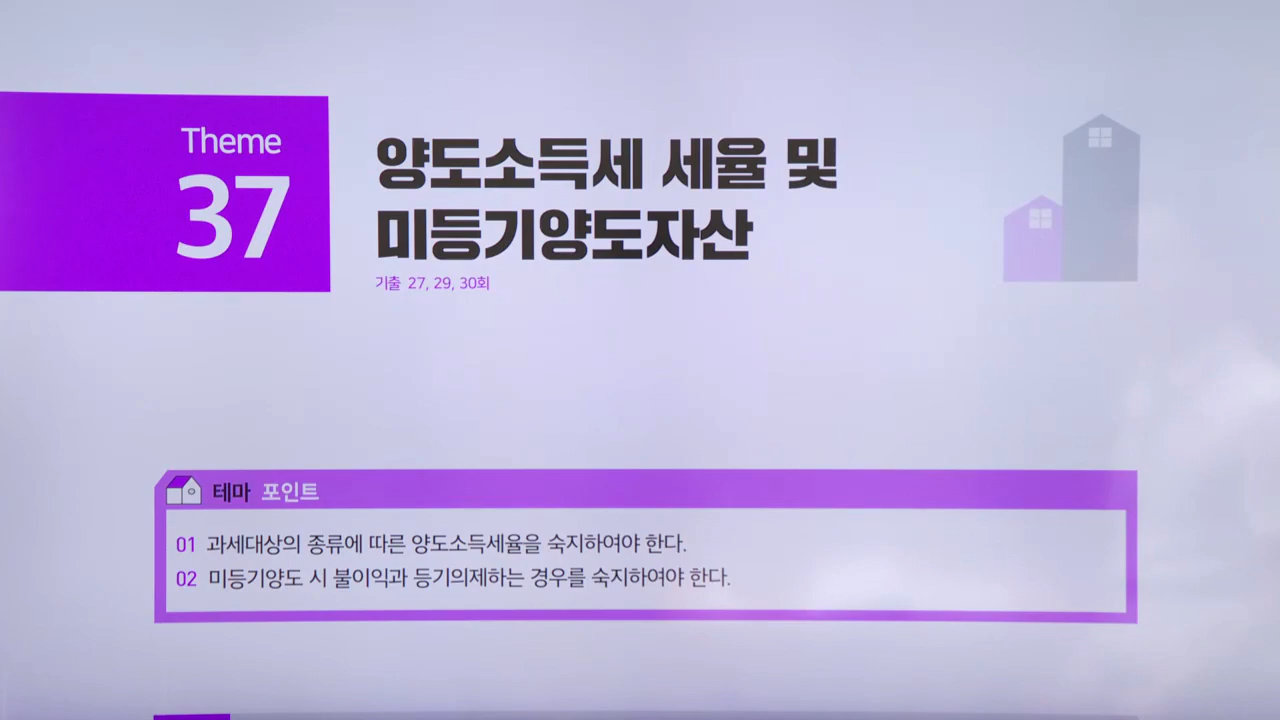 Theme
37
양도소득세 세율 및
미등기양도자산
기출 27, 29, 30회
테마 포인트
01 과세대상의 종류에 따른 양도소득세율을 숙지하여야 한다.
02 미등기양도 시 불이익과 등기의제하는 경우를 숙지하여야 한다.